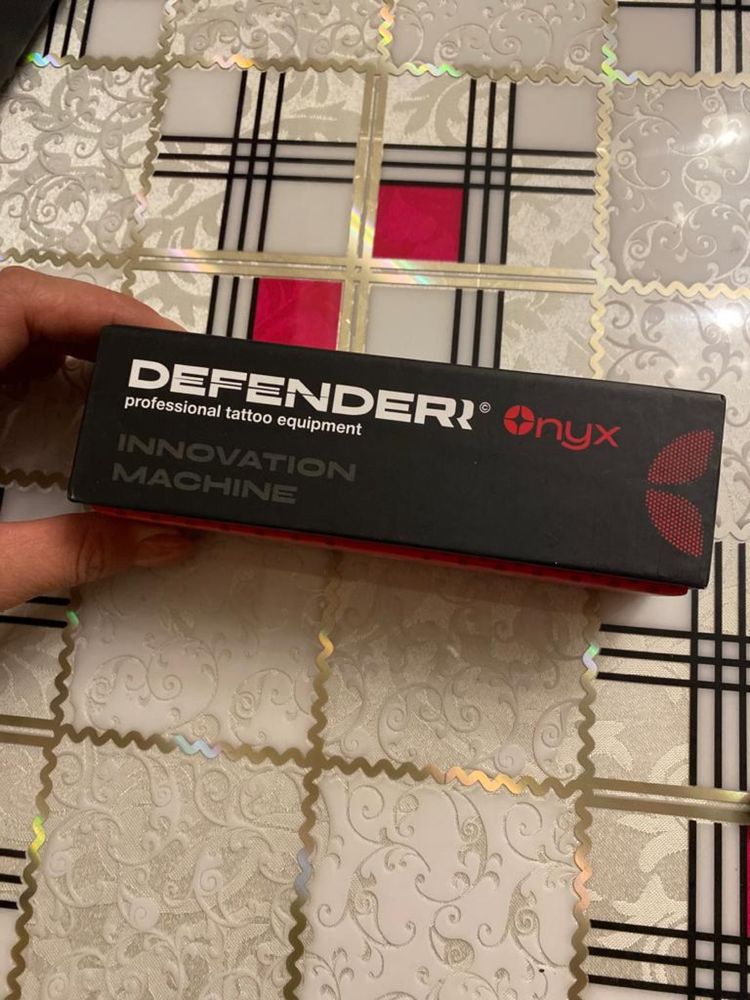 DEFENDERR © Onyx
professional tattoo equipment
INNOVATION
MACHINE